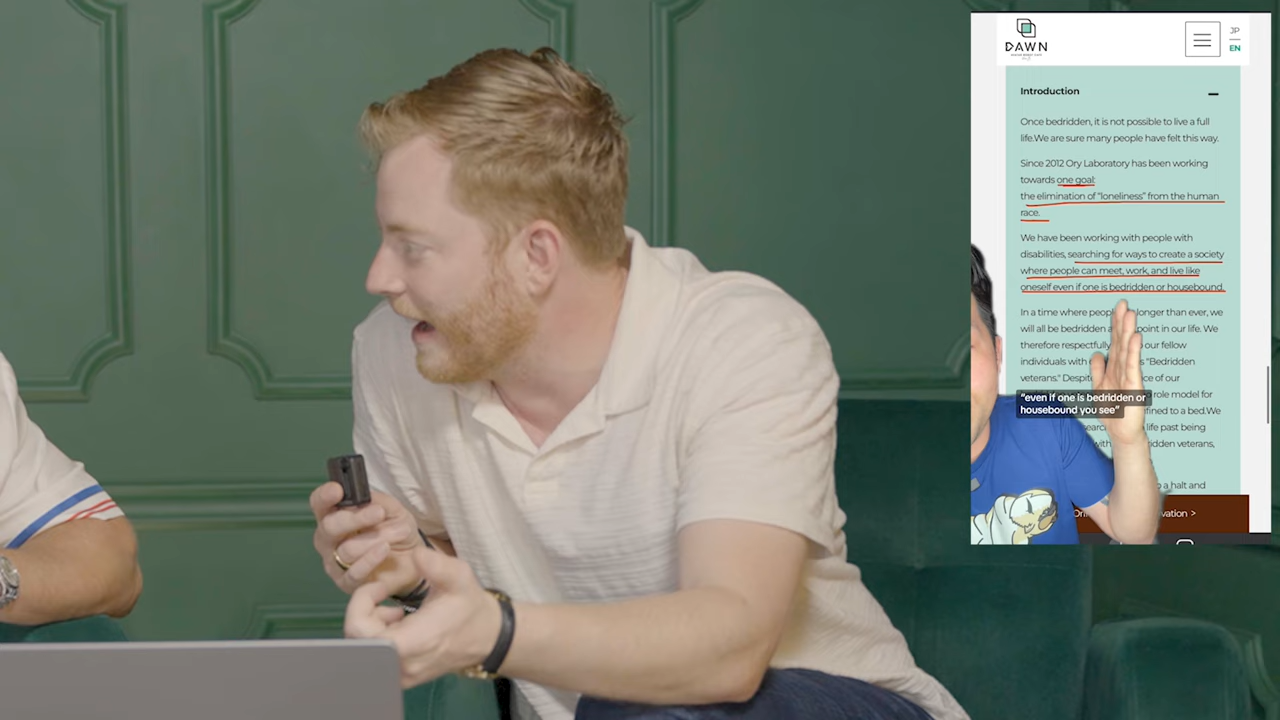 DAWN
JP
EN
Introduction
Once bedridden, it is not possible to live a full
life.We are sure many people have felt this way.
Since 2012 Ory Laboratory has been working
towards one goal:
the elimination of "loneliness" from the human
race.
We have been working with people with
disabilities, searching for ways to create a society
where people can meet, work, and live like
oneself even if one is bedridden or housebound.
In a time where people longer than ever, we
will all be bedridden a point in our life. We
therefore respectfully our fellow
individuals with "Bedridden
veterans." Despit ce of our
role model for
"even if one is bedridden or
housebound you see"
fined to a bed.We
searc life past being
with idden veterans,
o a halt and
vation >